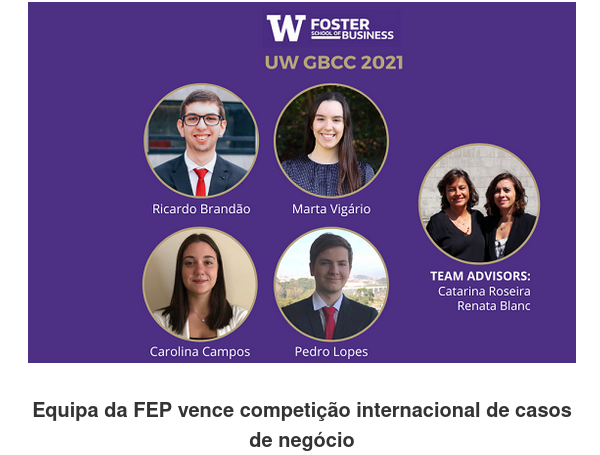 W FOSTER
SCHOOL OF BUSINESS
UW GBCC 2021
Ricardo Brandão
Marta Vigário
Carolina Campos
Pedro Lopes
TEAM ADVISORS:
Catarina Roseira
Renata Blanc
Equipa da FEP vence competição internacional de casos
de negócio